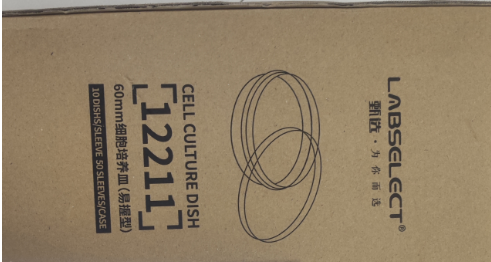 LABSELECT®
甄选·为你而选
CELL CULTURE DISH
12211
60mm细胞培养皿(易握型)
10 DISHS/SLEEVE 50 SLEEVES/CASE